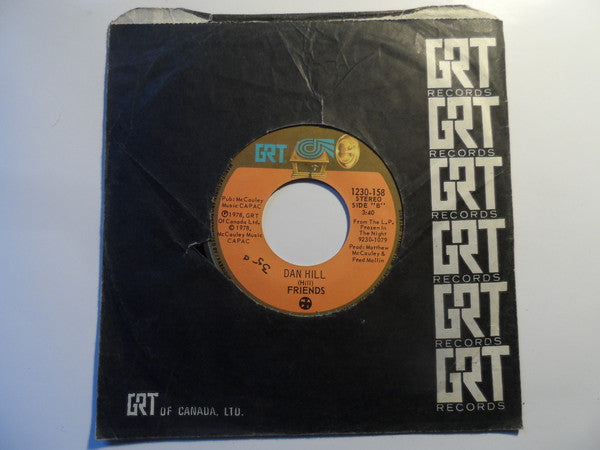 GRT
RECORDS
GRT
RECORDS
GRT
RECORDS
GRT
RECORDS
GRT
RECORDS
GRT
RECORDS
GRT
Pub: McCauley
Music CAPAC
Ⓟ1978, GRT
Of Canada Ltd.
© 1978,
McCauley Music
CAPAC
1230-158
STEREO
SIDE "B"
3:40
From The L.P.
Frozen In
The Night
9230-1079
Prod: Matthew
McCauley &
Fred Mollin
DAN HILL
(Hill)
FRIENDS
GRT OF CANADA, LTD.